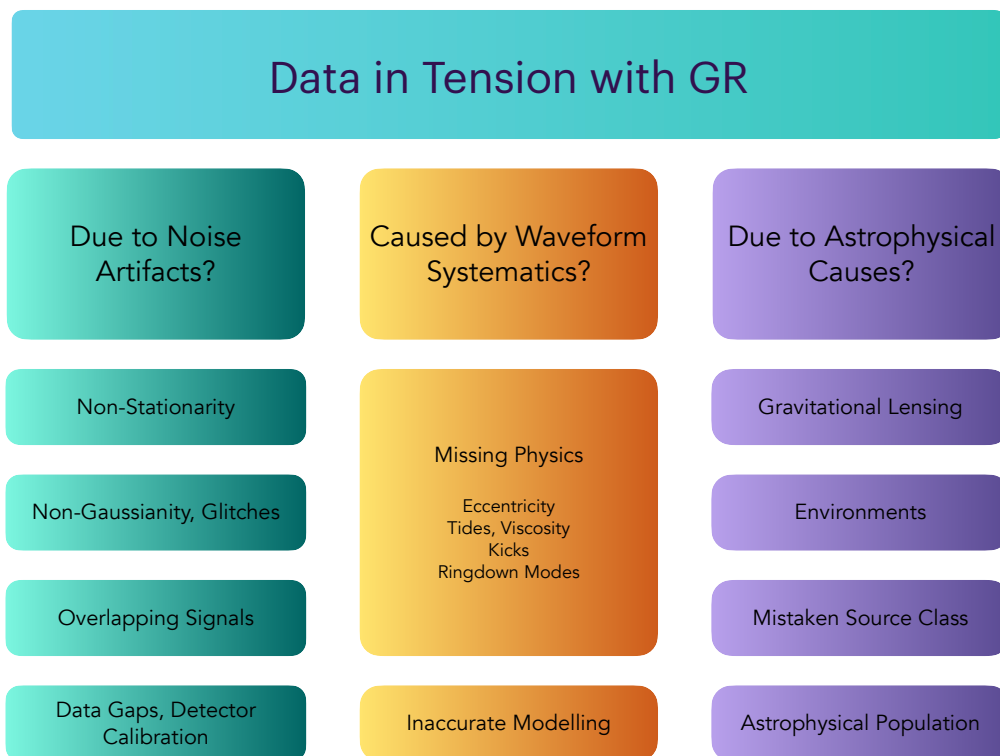 Data in Tension with GR
Due to Noise
Artifacts?
Non-Stationarity
Non-Gaussianity, Glitches
Overlapping Signals
Data Gaps, Detector
Calibration
Caused by Waveform
Systematics?
Missing Physics
Eccentricity
Tides, Viscosity
Kicks
Ringdown Modes
Inaccurate Modelling
Due to Astrophysical
Causes?
Gravitational Lensing
Environments
Mistaken Source Class
Astrophysical Population